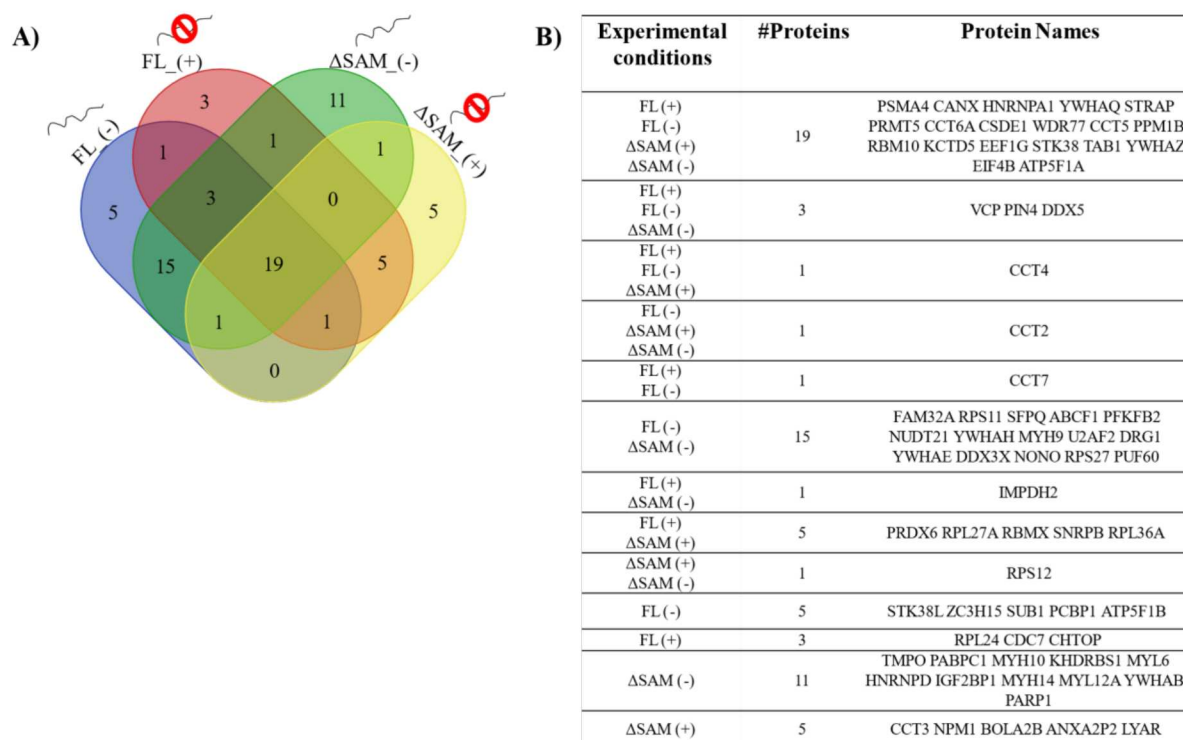 A)
FL_(-)
FL_(+)
ΔSAM_(-)
ΔSAM_(+)
3
11
1
1
1
5
3
0
5
15
19
5
1
1
0
B)
Experimental conditions
#Proteins
Protein Names
FL (+)
FL (-)
ΔSAM (+)
ΔSAM (-)
19
PSMA4 CANX HNRNPA1 YWHAQ STRAP
PRMT5 CCT6A CSDE1 WDR77 CCT5 PPM1B
RBM10 KCTD5 EEF1G STK38 TAB1 YWHAZ
EIF4B ATP5F1A
FL (+)
FL (-)
ΔSAM (-)
3
VCP PIN4 DDX5
FL (+)
FL (-)
ΔSAM (+)
1
CCT4
FL (-)
ΔSAM (+)
ΔSAM (-)
1
CCT2
FL (+)
FL (-)
1
CCT7
FL (-)
ΔSAM (-)
15
FAM32A RPS11 SFPQ ABCF1 PFKFB2
NUDT21 YWHAH MYH9 U2AF2 DRG1
YWHAE DDX3X NONO RPS27 PUF60
FL (+)
ΔSAM (-)
1
IMPDH2
FL (+)
ΔSAM (+)
5
PRDX6 RPL27A RBMX SNRPB RPL36A
ΔSAM (+)
ΔSAM (-)
1
RPS12
FL (-)
5
STK38L ZC3H15 SUB1 PCBP1 ATP5F1B
FL (+)
3
RPL24 CDC7 CHTOP
ΔSAM (-)
11
TMPO PABPC1 MYH10 KHDRBS1 MYL6
HNRNPD IGF2BP1 MYH14 MYL12A YWHAB
PARP1
ΔSAM (+)
5
CCT3 NPM1 BOLA2B ANXA2P2 LYAR